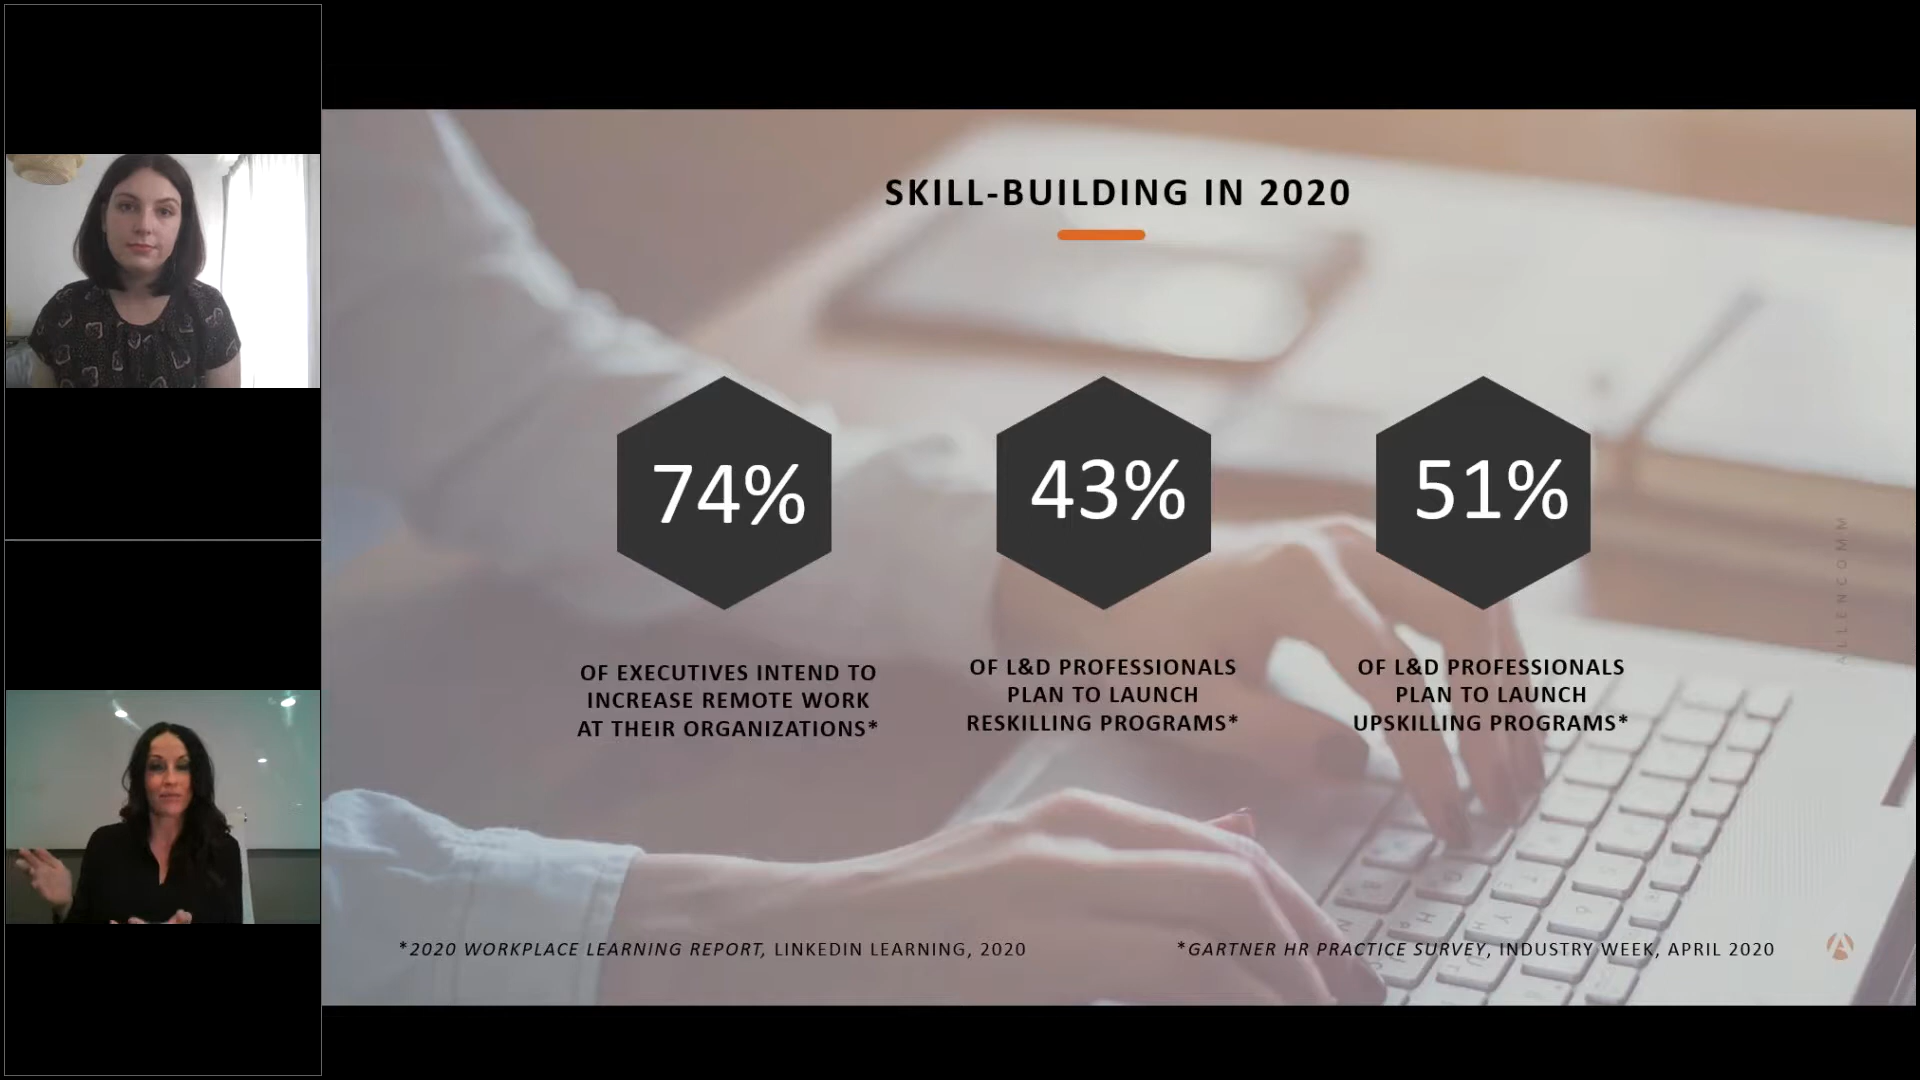 SKILL-BUILDING IN 2020
74%
OF EXECUTIVES INTEND TO
INCREASE REMOTE WORK
AT THEIR ORGANIZATIONS*
43%
OF L&D PROFESSIONALS
PLAN TO LAUNCH
RESKILLING PROGRAMS*
51%
OF L&D PROFESSIONALS
PLAN TO LAUNCH
UPSKILLING PROGRAMS*
ALLENCOMM
*2020 WORKPLACE LEARNING REPORT, LINKEDIN LEARNING, 2020
*GARTNER HR PRACTICE SURVEY, INDUSTRY WEEK, APRIL 2020